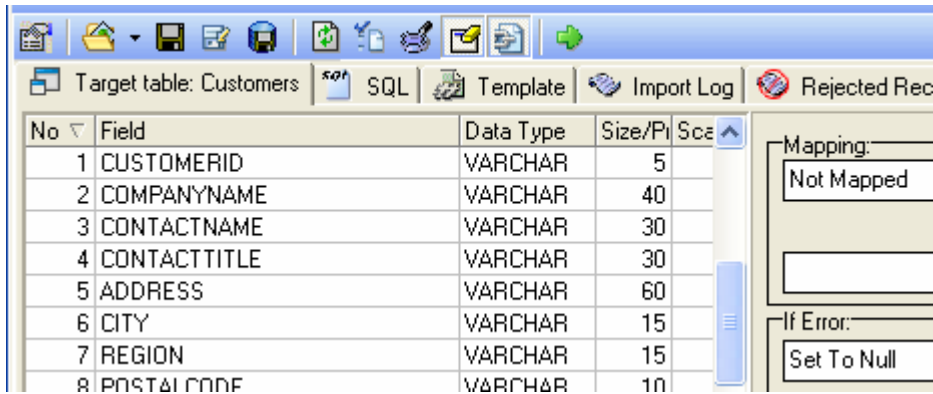 Target table: Customers SQL Template Import Log Rejected Rec
No Field Data Type Size/Pr Sca
1 CUSTOMERID VARCHAR 5
2 COMPANYNAME VARCHAR 40
3 CONTACTNAME VARCHAR 30
4 CONTACTTITLE VARCHAR 30
5 ADDRESS VARCHAR 60
6 CITY VARCHAR 15
7 REGION VARCHAR 15
8 POSTALCODE VARCHAR 10
Mapping:
Not Mapped
If Error:
Set To Null